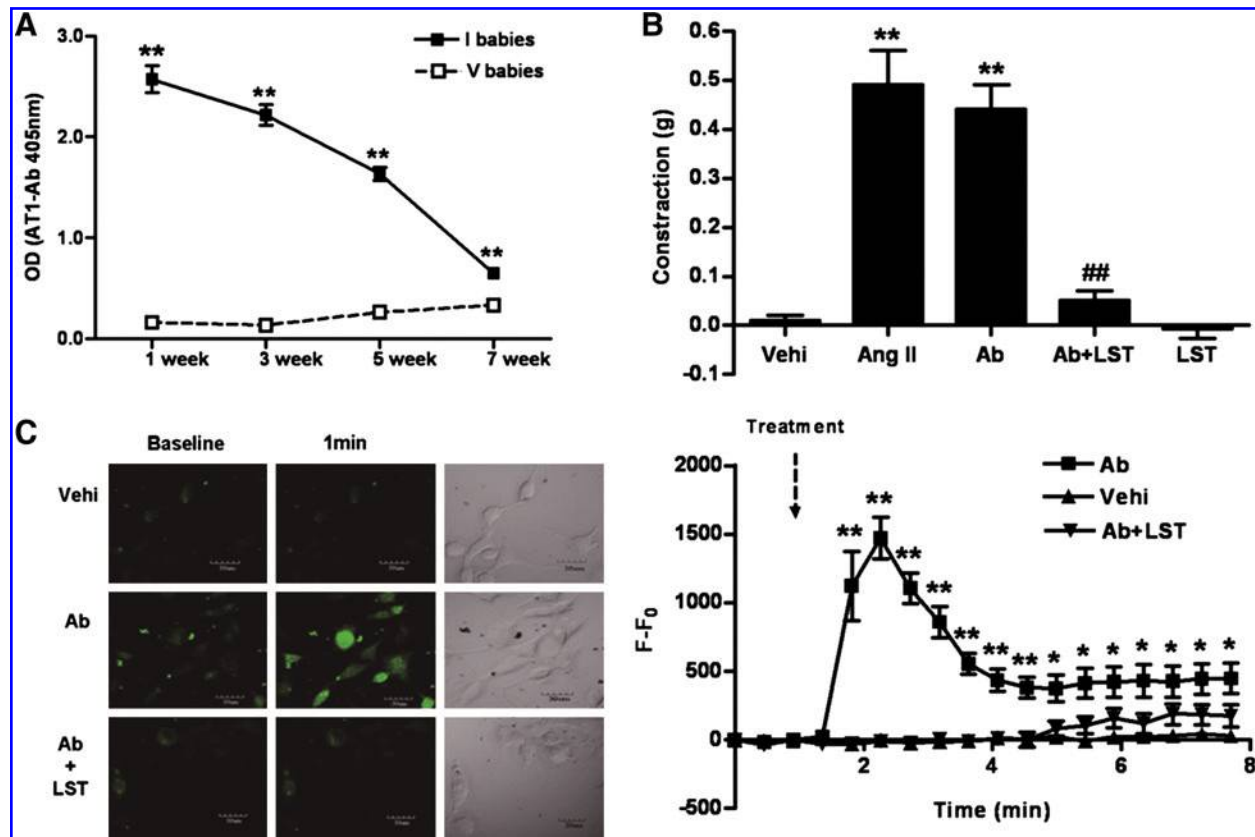 A
3.0
2.0
1.0
0.0
OD (AT1-Ab 405nm)
** ** ** **
I babies
V babies
1 week 3 week 5 week 7 week
B
0.6
0.5
0.4
0.3
0.2
0.1
0.0
-0.1
Constraction (g)
** ** ##
Vehi Ang II Ab Ab+LST LST
C
Baseline 1min
Vehi
Ab
Ab
+
LST
Treatment
2000
1500
1000
500
0
-500
F-F0
Ab
Vehi
Ab+LST
** ** ** ** ** ** ** * * * * * * *
2 4 6 8
Time (min)